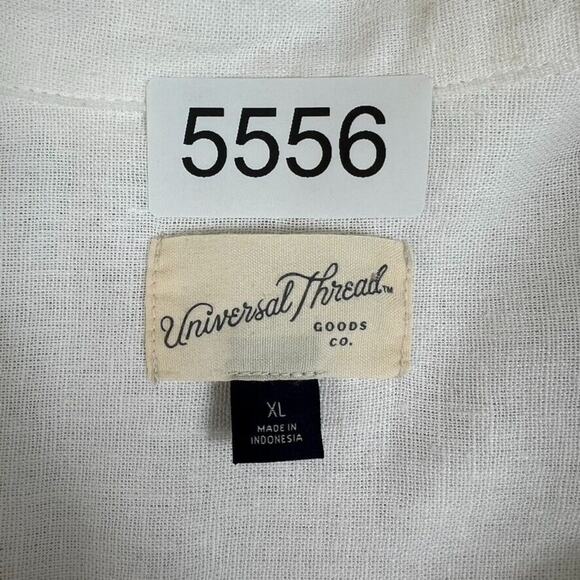 5556
Universal Thread™
GOODS
CO.
XL
MADE IN
INDONESIA